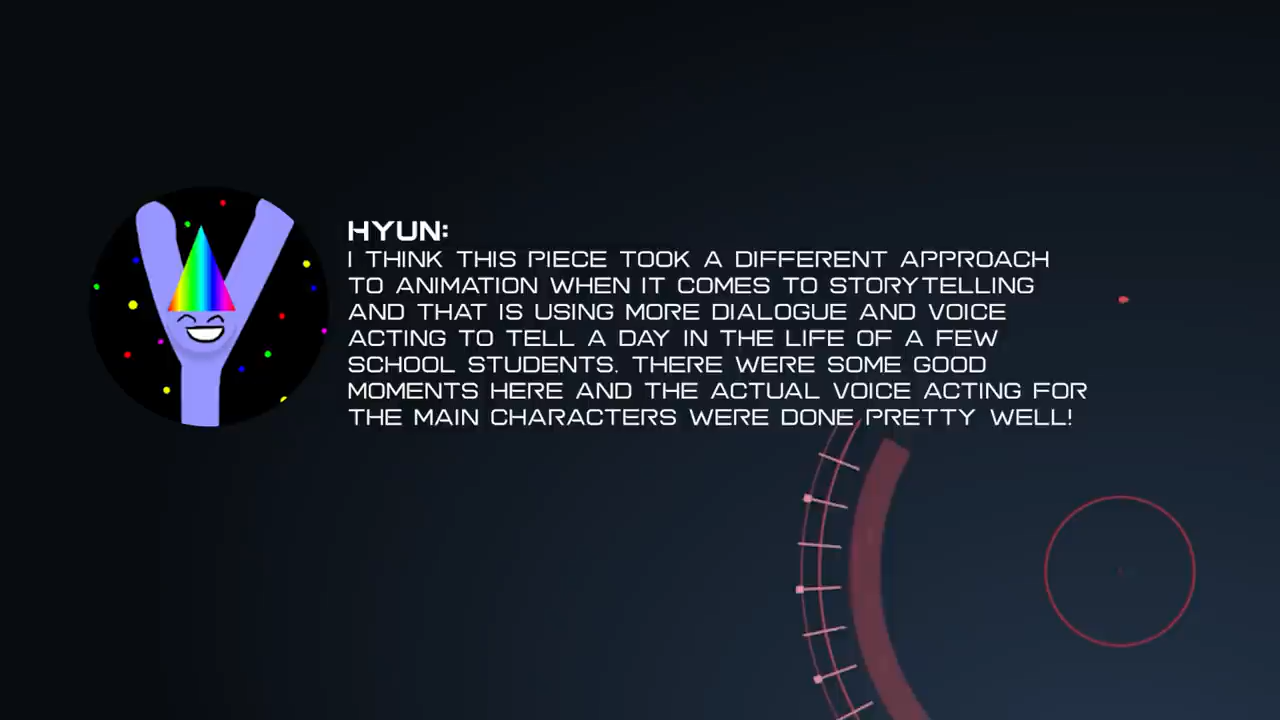 HYUN:
I THINK THIS PIECE TOOK A DIFFERENT APPROACH
TO ANIMATION WHEN IT COMES TO STORYTELLING
AND THAT IS USING MORE DIALOGUE AND VOICE
ACTING TO TELL A DAY IN THE LIFE OF A FEW
SCHOOL STUDENTS. THERE WERE SOME GOOD
MOMENTS HERE AND THE ACTUAL VOICE ACTING FOR
THE MAIN CHARACTERS WERE DONE PRETTY WELL!